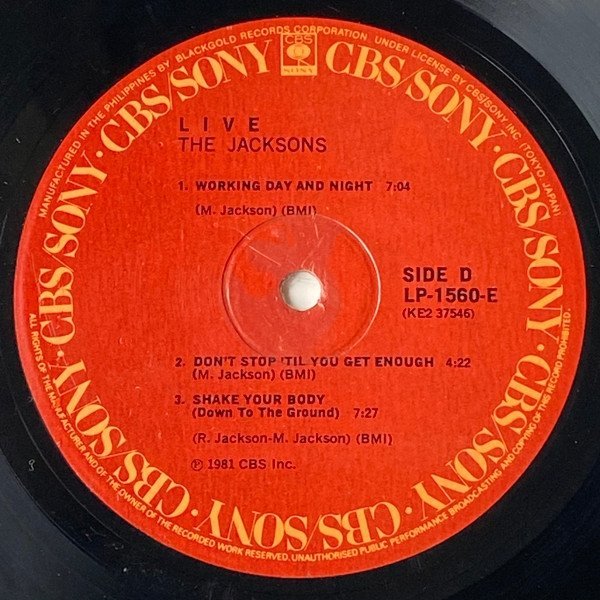 MANUFACTURED IN THE PHILIPPINES BY BLACKGOLD RECORDS CORPORATION, UNDER LICENSE BY CBS/SONY, INC. (TOKYO, JAPAN)
CBS/SONY
CBS
SONY
CBS/SONY · CBS/SONY · CBS/SONY · CBS/SONY · CBS/SONY · CBS/SONY · CBS/SONY · CBS/SONY
LIVE
THE JACKSONS
1. WORKING DAY AND NIGHT 7:04
(M. Jackson) (BMI)
SIDE D
LP-1560-E
(KE2 37546)
2. DON'T STOP 'TIL YOU GET ENOUGH 4:22
(M. Jackson) (BMI)
3. SHAKE YOUR BODY
(Down To The Ground) 7:27
(R. Jackson-M. Jackson) (BMI)
℗ 1981 CBS Inc.
ALL RIGHTS OF THE MANUFACTURER AND OF THE OWNER OF THE RECORDED WORK RESERVED. UNAUTHORISED PUBLIC PERFORMANCE BROADCASTING AND COPYING OF THE RECORD PROHIBITED.